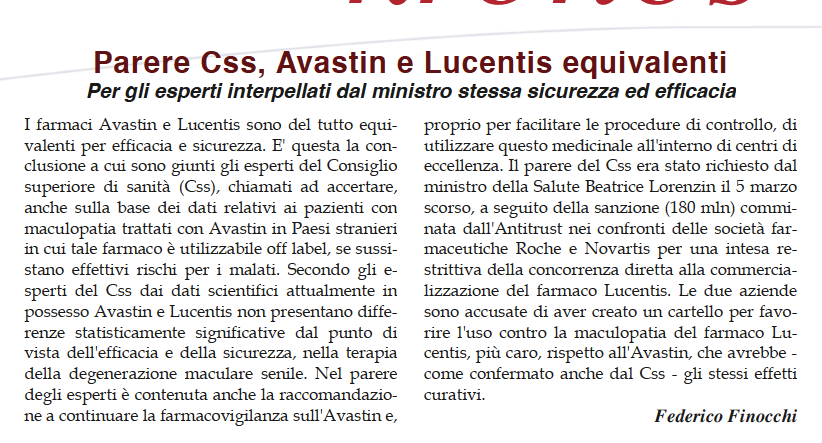 Parere Css, Avastin e Lucentis equivalenti
Per gli esperti interpellati dal ministro stessa sicurezza ed efficacia
I farmaci Avastin e Lucentis sono del tutto equi-
valenti per efficacia e sicurezza. E' questa la con-
clusione a cui sono giunti gli esperti del Consiglio
superiore di sanità (Css), chiamati ad accertare,
anche sulla base dei dati relativi ai pazienti con
maculopatia trattati con Avastin in Paesi stranieri
in cui tale farmaco è utilizzabile off label, se sussi-
stano effettivi rischi per i malati. Secondo gli e-
sperti del Css dai dati scientifici attualmente in
possesso Avastin e Lucentis non presentano diffe-
renze statisticamente significative dal punto di
vista dell'efficacia e della sicurezza, nella terapia
della degenerazione maculare senile. Nel parere
degli esperti è contenuta anche la raccomandazio-
ne a continuare la farmacovigilanza sull'Avastin e,
proprio per facilitare le procedure di controllo, di
utilizzare questo medicinale all'interno di centri di
eccellenza. Il parere del Css era stato richiesto dal
ministro della Salute Beatrice Lorenzin il 5 marzo
scorso, a seguito della sanzione (180 mln) commi-
nata dall'Antitrust nei confronti delle società far-
maceutiche Roche e Novartis per una intesa re-
strittiva della concorrenza diretta alla commercia-
lizzazione del farmaco Lucentis. Le due aziende
sono accusate di aver creato un cartello per favo-
rire l'uso contro la maculopatia del farmaco Lu-
centis, più caro, rispetto all'Avastin, che avrebbe -
come confermato anche dal Css - gli stessi effetti
curativi.
Federico Finocchi